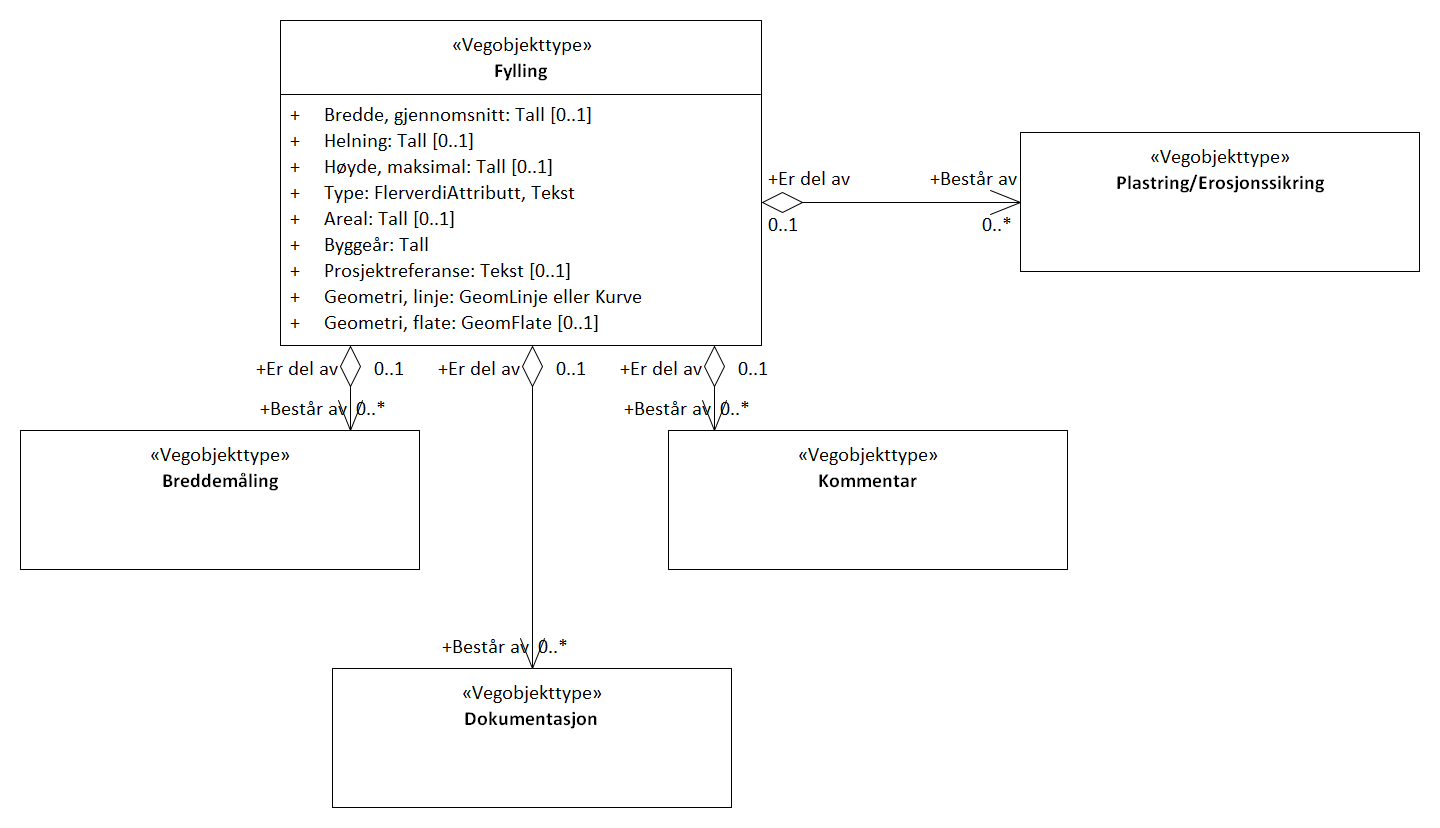 «Vegobjekttype»
Fylling
+ Bredde, gjennomsnitt: Tall [0..1]
+ Helning: Tall [0..1]
+ Høyde, maksimal: Tall [0..1]
+ Type: FlerverdiAttributt, Tekst
+ Areal: Tall [0..1]
+ Byggeår: Tall
+ Prosjektreferanse: Tekst [0..1]
+ Geometri, linje: GeomLinje eller Kurve
+ Geometri, flate: GeomFlate [0..1]
+Er del av
0..1
+Består av
0..*
«Vegobjekttype»
Plastring/Erosjonssikring
+Er del av 0..1
+Er del av 0..1
+Er del av 0..1
+Består av 0..*
+Består av 0..*
«Vegobjekttype»
Breddemåling
«Vegobjekttype»
Kommentar
+Består av 0..*
«Vegobjekttype»
Dokumentasjon